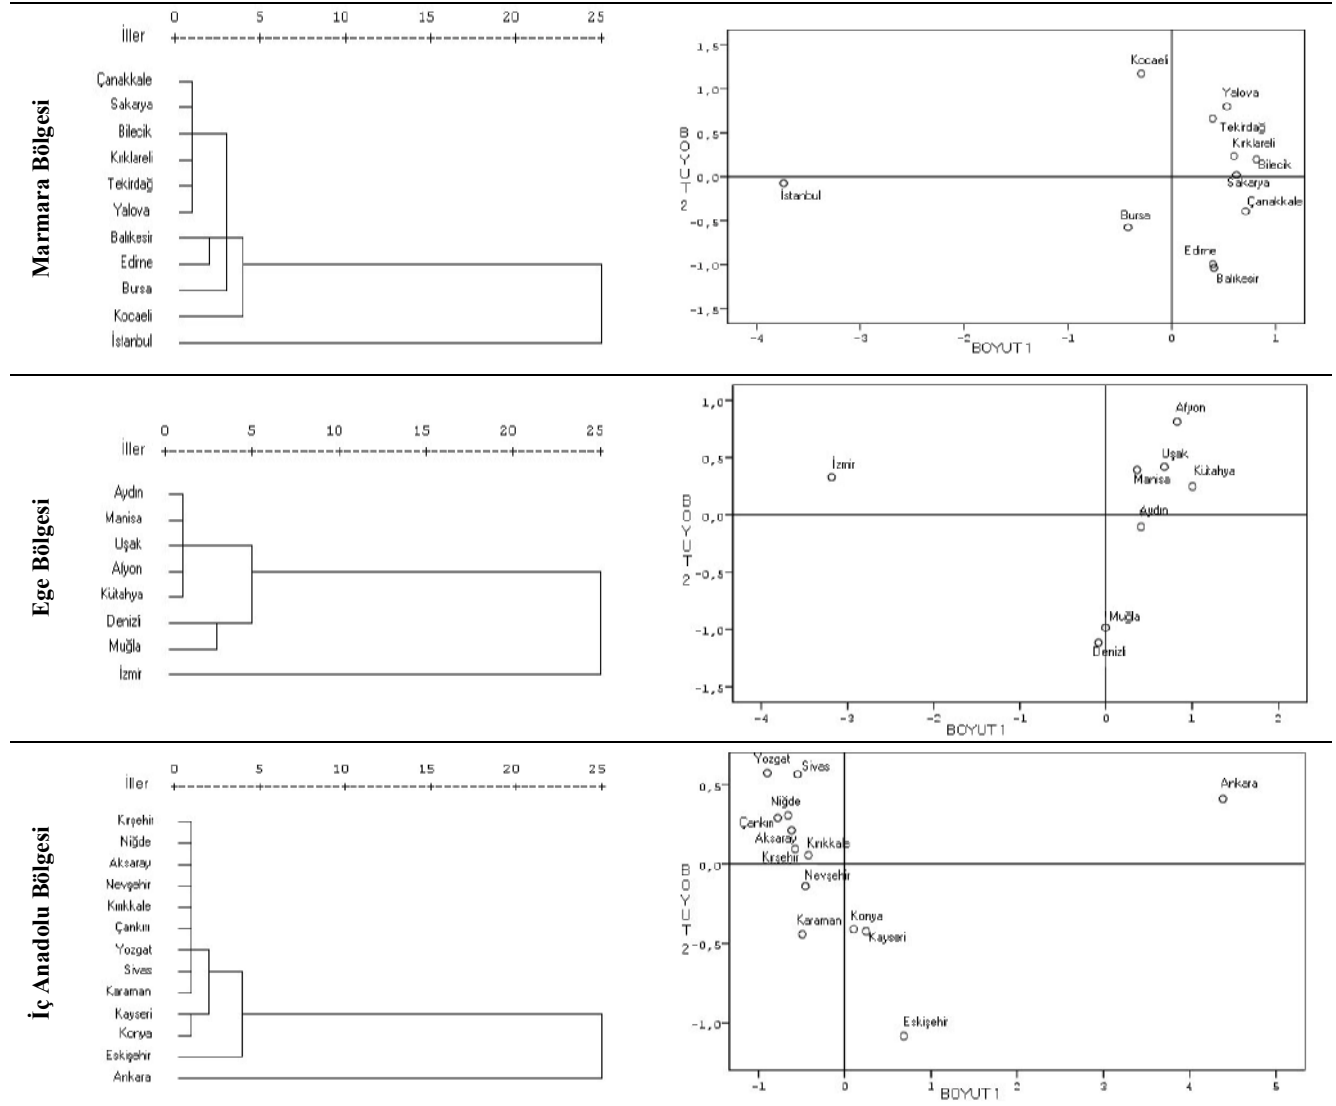 Marmara Bölgesi
0 5 10 15 20 25
İller
Çanakkale
Sakarya
Bilecik
Kırklareli
Tekirdağ
Yalova
Balıkesir
Edirne
Bursa
Kocaeli
İstanbul
1,5
1,0
0,5
0,0
-0,5
-1,0
-1,5
BOYUT 2
Kocaeli
Yalova
Tekirdağ
Kırklareli
Bilecik
Sakarya
İstanbul
Çanakkale
Bursa
Edirne
Balıkesir
-4 -3 -2 -1 0 1
BOYUT 1
Ege Bölgesi
0 5 10 15 20 25
İller
Aydın
Manisa
Uşak
Afyon
Kütahya
Denizli
Muğla
İzmir
1,0
0,5
0,0
-0,5
-1,0
-1,5
BOYUT 2
Afyon
Uşak
İzmir
Kütahya
Manisa
Aydın
Muğla
Denizli
-4 -3 -2 -1 0 1 2
BOYUT 1
İç Anadolu Bölgesi
0 5 10 15 20 25
İller
Kırşehir
Niğde
Aksaray
Nevşehir
Kırıkkale
Çankırı
Yozgat
Sivas
Karaman
Kayseri
Konya
Eskişehir
Ankara
0,5
0,0
-0,5
-1,0
BOYUT 2
Yozgat
Sivas
Ankara
Niğde
Çankırı
Aksaray
Kırıkkale
Kırşehir
Nevşehir
Karaman
Konya
Kayseri
Eskişehir
-1 0 1 2 3 4 5
BOYUT 1